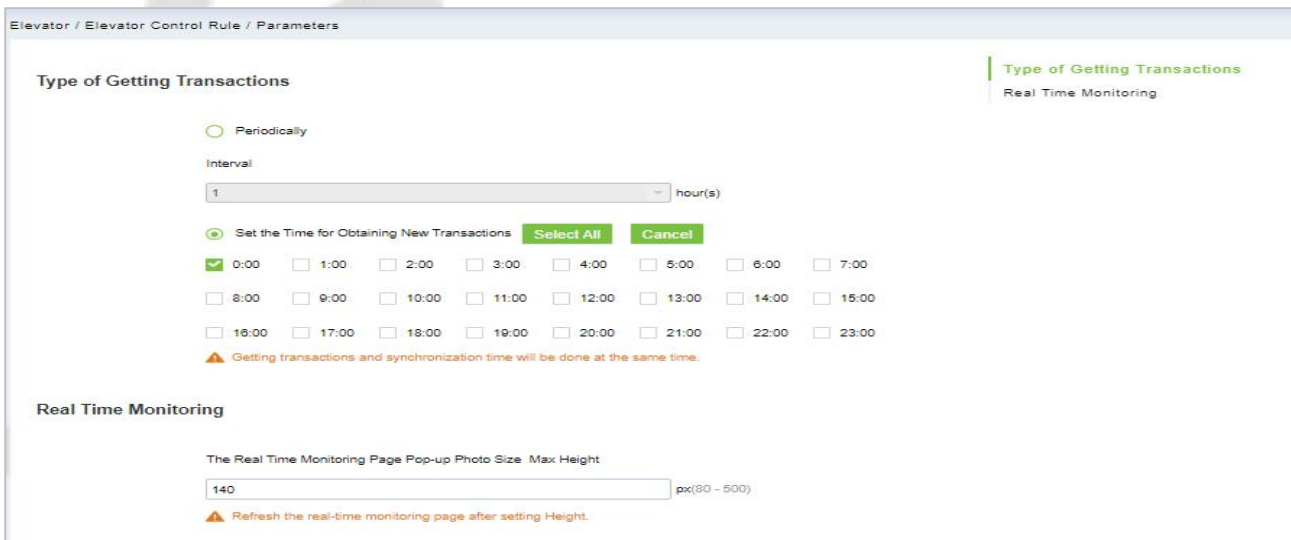 Elevator / Elevator Control Rule / Parameters
Type of Getting Transactions
Type of Getting Transactions
Real Time Monitoring
Periodically
Interval
1 hour(s)
Set the Time for Obtaining New Transactions Select All Cancel
0:00 1:00 2:00 3:00 4:00 5:00 6:00 7:00
8:00 9:00 10:00 11:00 12:00 13:00 14:00 15:00
16:00 17:00 18:00 19:00 20:00 21:00 22:00 23:00
Getting transactions and synchronization time will be done at the same time.
Real Time Monitoring
The Real Time Monitoring Page Pop-up Photo Size Max Height
140 px(80 - 500)
Refresh the real-time monitoring page after setting Height.